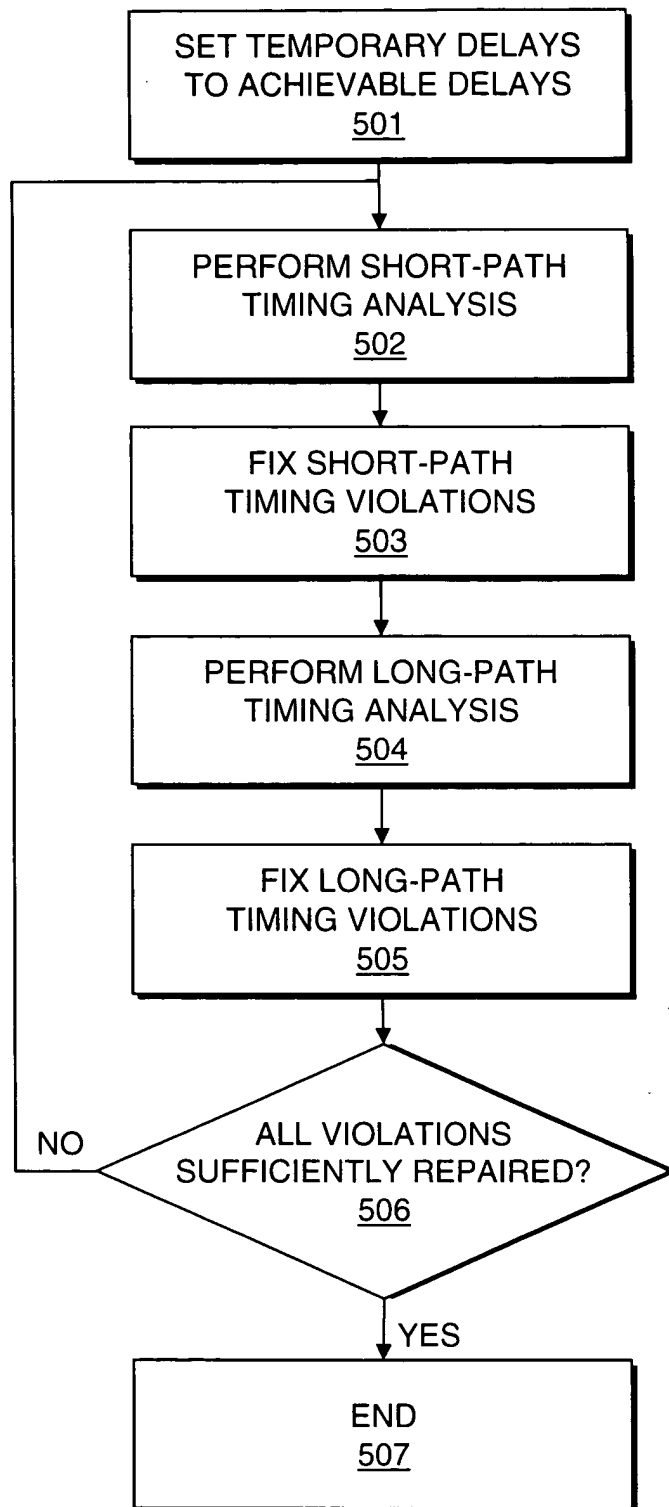 SET TEMPORARY DELAYS
TO ACHIEVABLE DELAYS
501
PERFORM SHORT-PATH
TIMING ANALYSIS
502
FIX SHORT-PATH
TIMING VIOLATIONS
503
PERFORM LONG-PATH
TIMING ANALYSIS
504
FIX LONG-PATH
TIMING VIOLATIONS
505
NO
ALL VIOLATIONS
SUFFICIENTLY REPAIRED?
506
YES
END
507